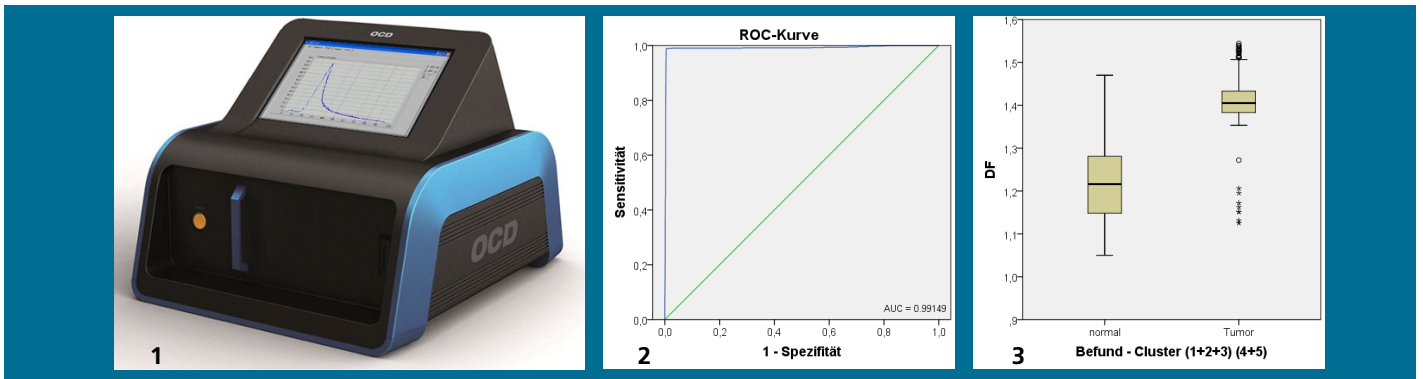 OCD
OCD
1
ROC-Kurve
1,0
0,8
0,6
0,4
0,2
0,0
Sensitivität
0,0 0,2 0,4 0,6 0,8 1,0
AUC = 0.99149
1 - Spezifität
2
1,6
1,5
1,4
1,3
1,2
1,1
1,0
,9
DF
normal Tumor
Befund - Cluster (1+2+3) (4+5)
3